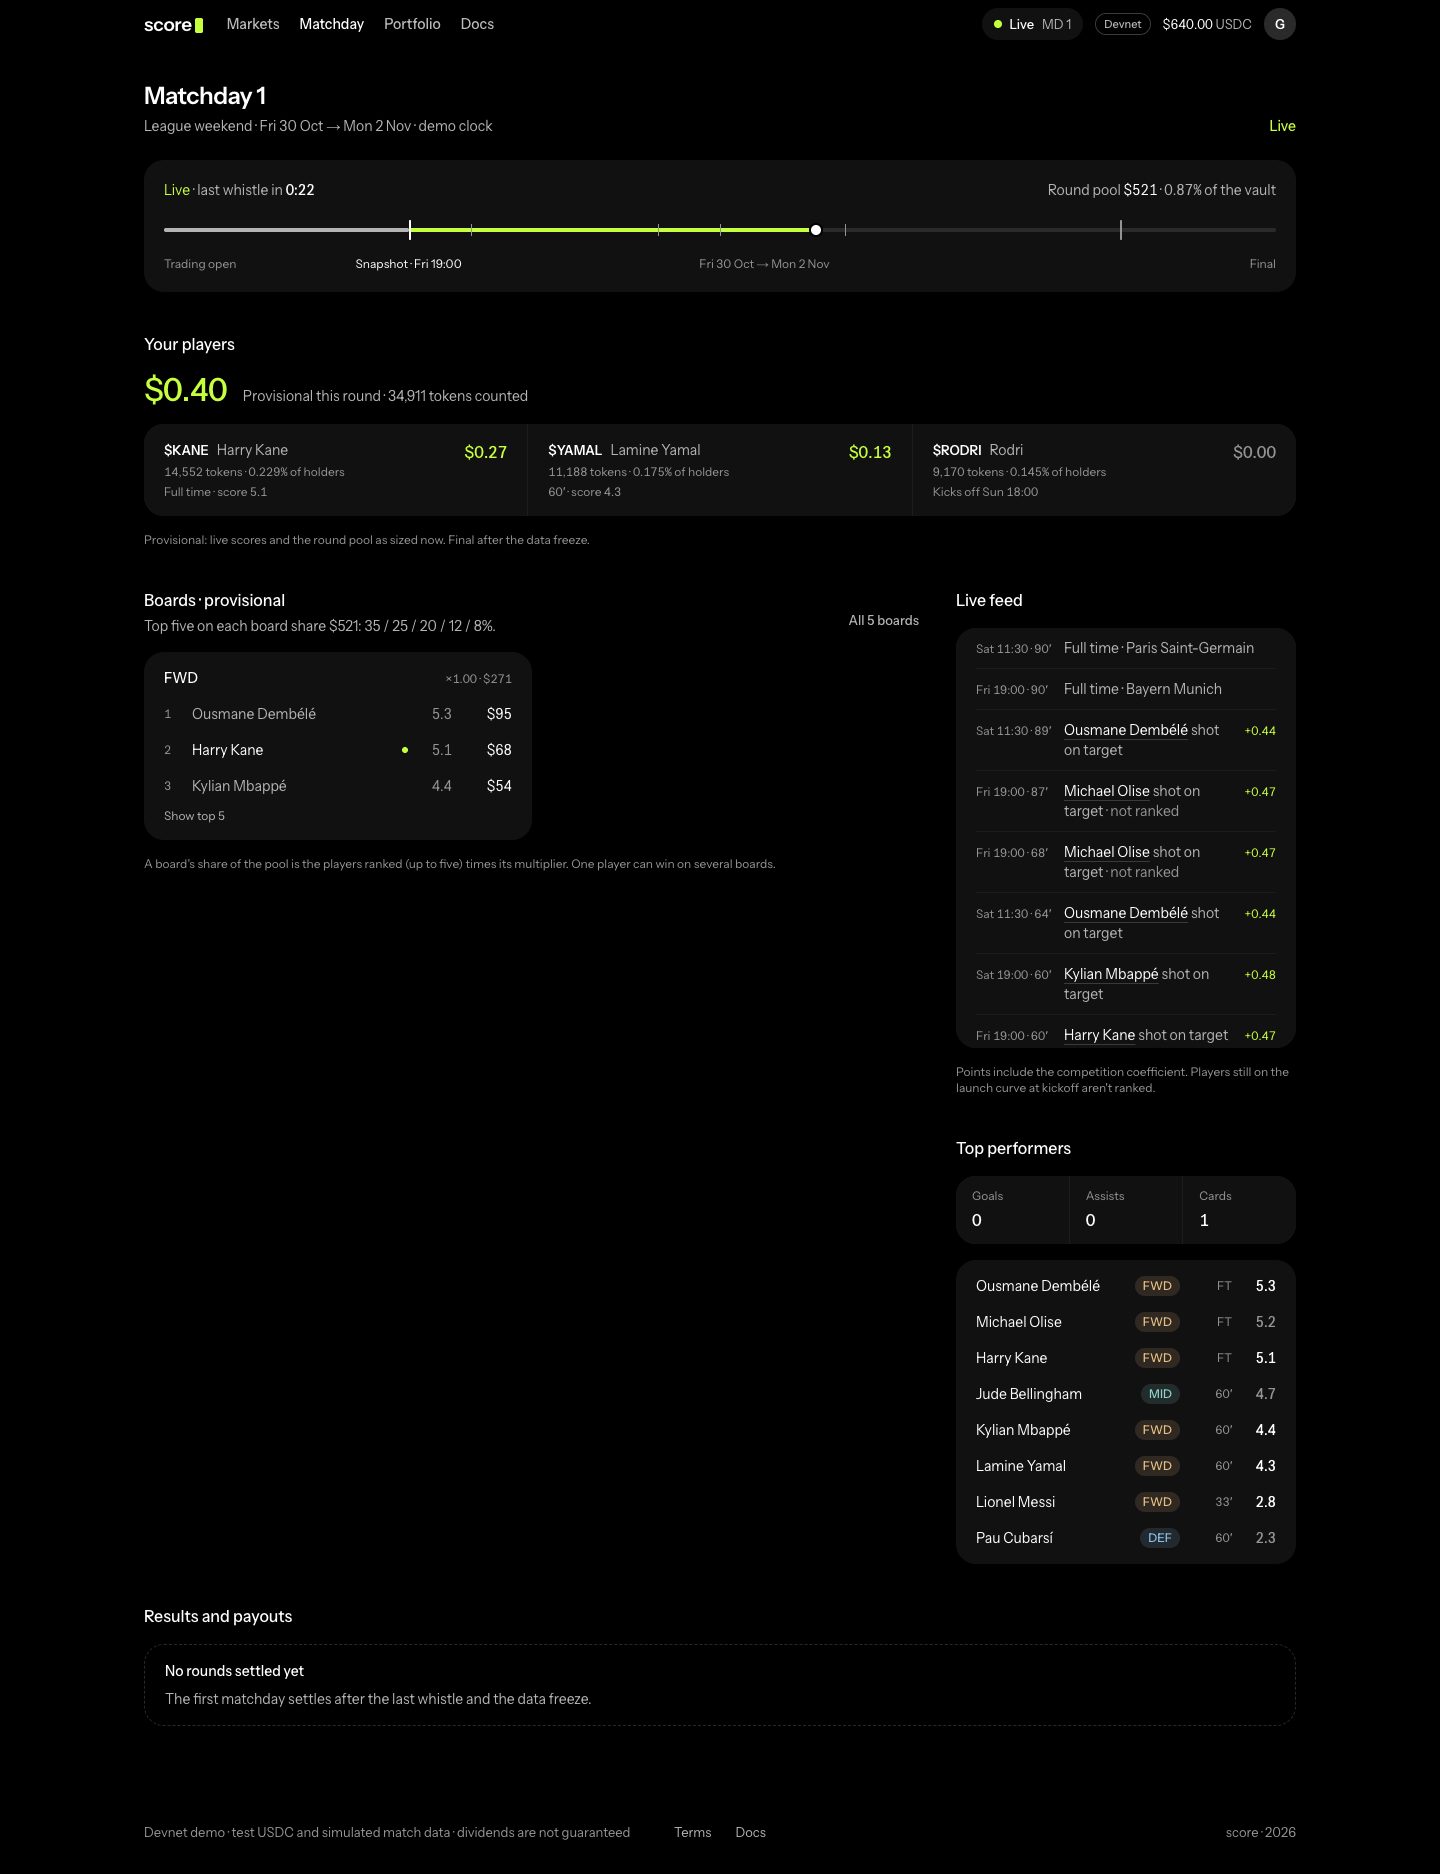 score Markets Matchday Portfolio Docs Live MD 1 Devnet $640.00 USDC G
Matchday 1
League weekend · Fri 30 Oct → Mon 2 Nov · demo clock Live
Live · last whistle in 0:22 Round pool $521 · 0.87% of the vault
Trading open Snapshot · Fri 19:00 Fri 30 Oct → Mon 2 Nov Final
Your players
$0.40 Provisional this round · 34,911 tokens counted
$KANE Harry Kane $0.27
14,552 tokens · 0.229% of holders
Full time · score 5.1
$YAMAL Lamine Yamal $0.13
11,188 tokens · 0.175% of holders
60' · score 4.3
$RODRI Rodri $0.00
9,170 tokens · 0.145% of holders
Kicks off Sun 18:00
Provisional: live scores and the round pool as sized now. Final after the data freeze.
Boards · provisional
Top five on each board share $521: 35 / 25 / 20 / 12 / 8%. All 5 boards
FWD ×1.00 · $271
1 Ousmane Dembélé 5.3 $95
2 Harry Kane 5.1 $68
3 Kylian Mbappé 4.4 $54
Show top 5
A board's share of the pool is the players ranked (up to five) times its multiplier. One player can win on several boards.
Live feed
Sat 11:30 · 90' Full time · Paris Saint-Germain
Fri 19:00 · 90' Full time · Bayern Munich
Sat 11:30 · 89' Ousmane Dembélé shot +0.44
on target
Fri 19:00 · 87' Michael Olise shot on +0.47
target · not ranked
Fri 19:00 · 68' Michael Olise shot on +0.47
target · not ranked
Sat 11:30 · 64' Ousmane Dembélé shot +0.44
on target
Sat 19:00 · 60' Kylian Mbappé shot on +0.48
target
Fri 19:00 · 60' Harry Kane shot on target +0.47
Points include the competition coefficient. Players still on the
launch curve at kickoff aren't ranked.
Top performers
Goals Assists Cards
0 0 1
Ousmane Dembélé FWD FT 5.3
Michael Olise FWD FT 5.2
Harry Kane FWD FT 5.1
Jude Bellingham MID 60' 4.7
Kylian Mbappé FWD 60' 4.4
Lamine Yamal FWD 60' 4.3
Lionel Messi FWD 33' 2.8
Pau Cubarsí DEF 60' 2.3
Results and payouts
No rounds settled yet
The first matchday settles after the last whistle and the data freeze.
Devnet demo · test USDC and simulated match data · dividends are not guaranteed Terms Docs score · 2026